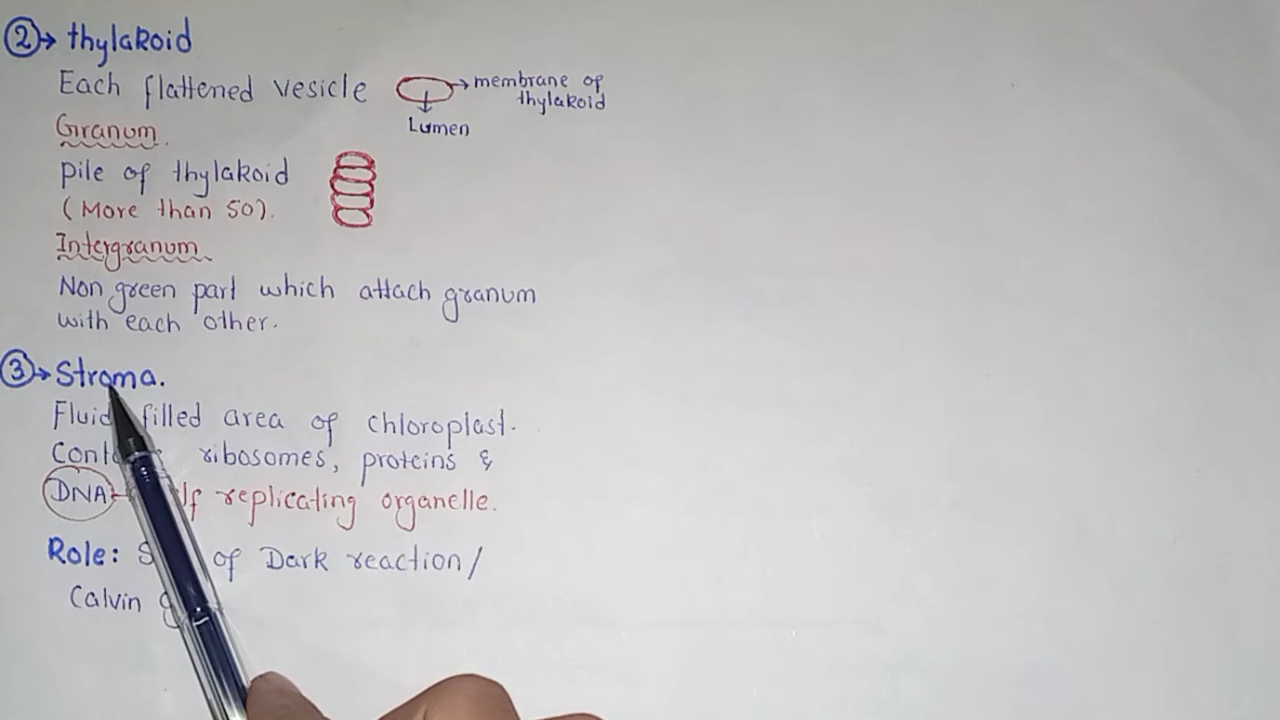 2 → thylakoid
Each flattened vesicle
→ membrane of
thylakoid
Lumen
Granum.
pile of thylakoid
(More than 50).
Intergranum.
Non green part which attach granum
with each other.
3 → Stroma.
Fluid filled area of chloroplast.
ribosomes, proteins &
DNA replicating organelle.
Role: of Dark reaction/
Calvin